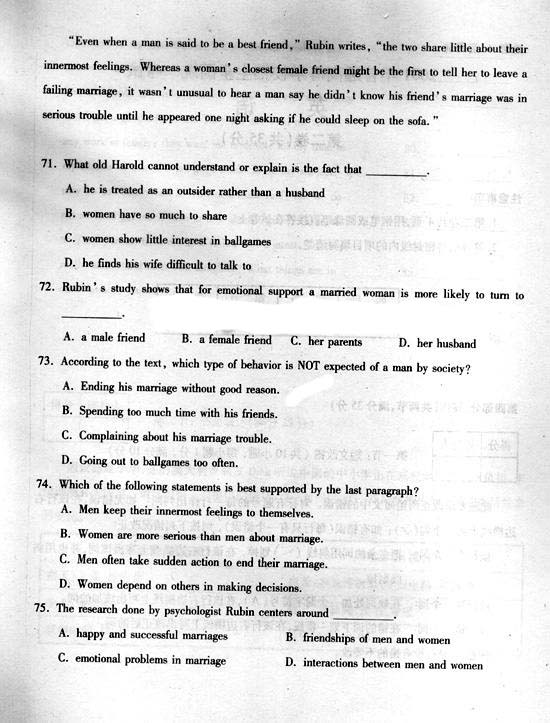 “Even when a man is said to be a best friend,” Rubin writes, “the two share little about their
innermost feelings. Whereas a woman's closest female friend might be the first to tell her to leave a
failing marriage, it wasn't unusual to hear a man say he didn't know his friend's marriage was in
serious trouble until he appeared one night asking if he could sleep on the sofa.”
71. What old Harold cannot understand or explain is the fact that ________.
A. he is treated as an outsider rather than a husband
B. women have so much to share
C. women show little interest in ballgames
D. he finds his wife difficult to talk to
72. Rubin's study shows that for emotional support a married woman is more likely to turn to
________.
A. a male friend B. a female friend C. her parents D. her husband
73. According to the text, which type of behavior is NOT expected of a man by society?
A. Ending his marriage without good reason.
B. Spending too much time with his friends.
C. Complaining about his marriage trouble.
D. Going out to ballgames too often.
74. Which of the following statements is best supported by the last paragraph?
A. Men keep their innermost feelings to themselves.
B. Women are more serious than men about marriage.
C. Men often take sudden action to end their marriage.
D. Women depend on others in making decisions.
75. The research done by psychologist Rubin centers around ________.
A. happy and successful marriages B. friendships of men and women
C. emotional problems in marriage D. interactions between men and women